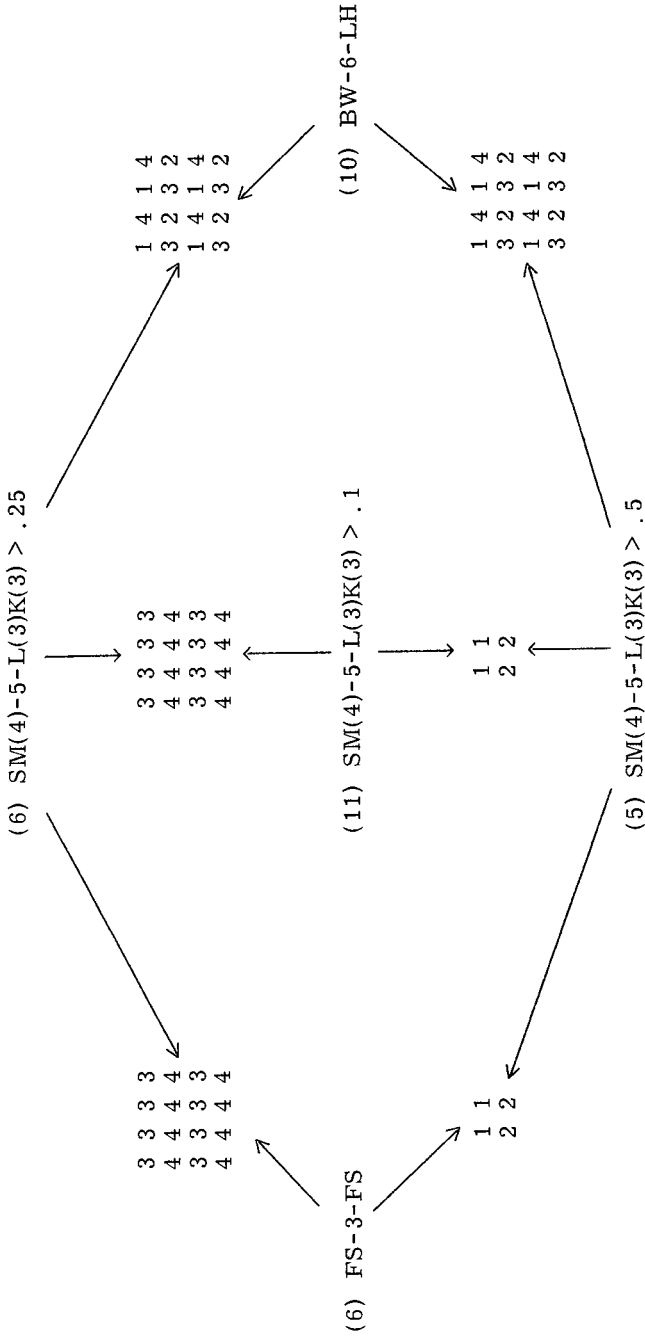 (6) SM(4)-5-L(3)K(3) > .25
3 3 3 3
4 4 4 4
3 3 3 3
4 4 4 4
3 3 3 3
4 4 4 4
3 3 3 3
4 4 4 4
1 4 1 4
3 2 3 2
1 4 1 4
3 2 3 2
(6) FS-3-FS
(11) SM(4)-5-L(3)K(3) > .1
(10) BW-6-LH
1 1
2 2
1 1
2 2
1 4 1 4
3 2 3 2
1 4 1 4
3 2 3 2
(5) SM(4)-5-L(3)K(3) > .5